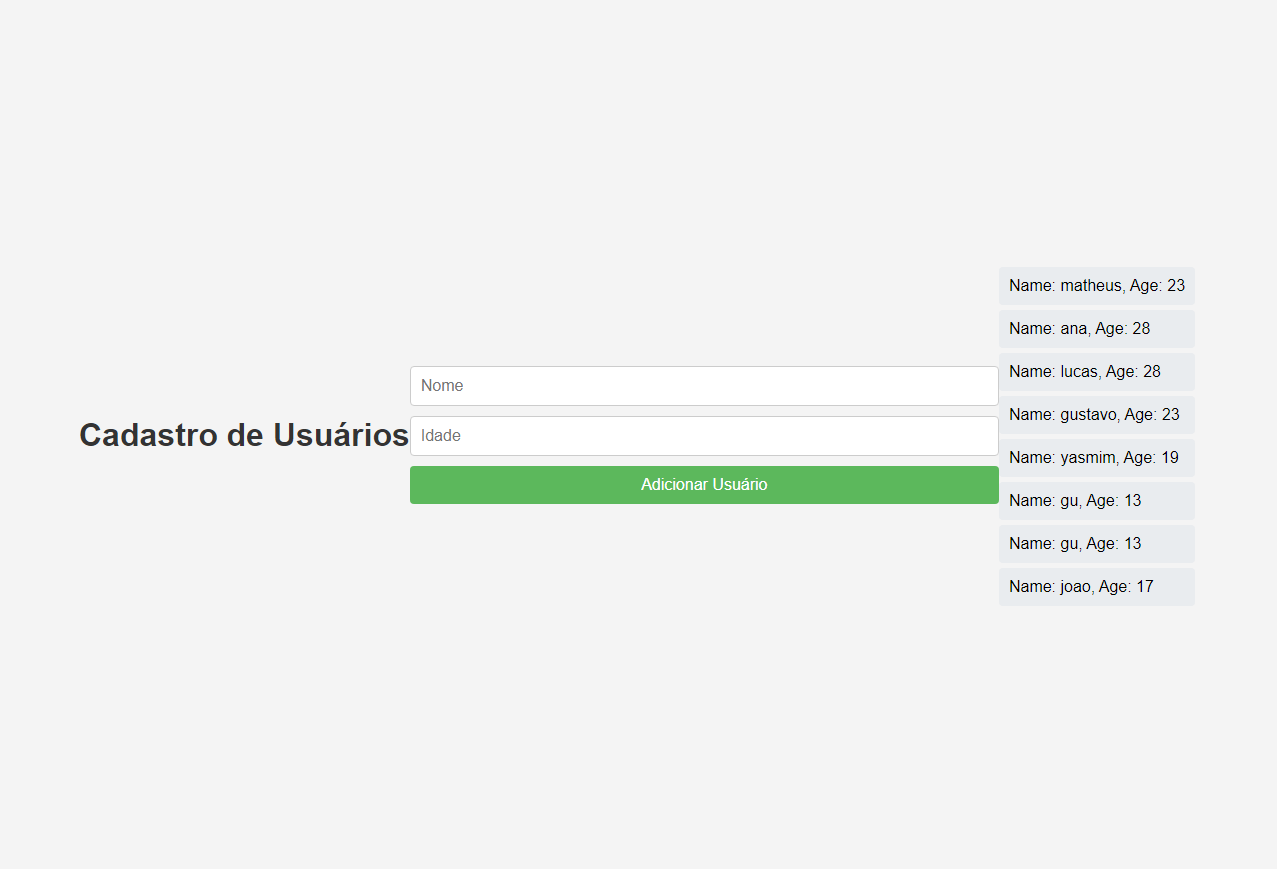 Cadastro de Usuários
Nome
Idade
Adicionar Usuário
Name: matheus, Age: 23
Name: ana, Age: 28
Name: lucas, Age: 28
Name: gustavo, Age: 23
Name: yasmim, Age: 19
Name: gu, Age: 13
Name: gu, Age: 13
Name: joao, Age: 17